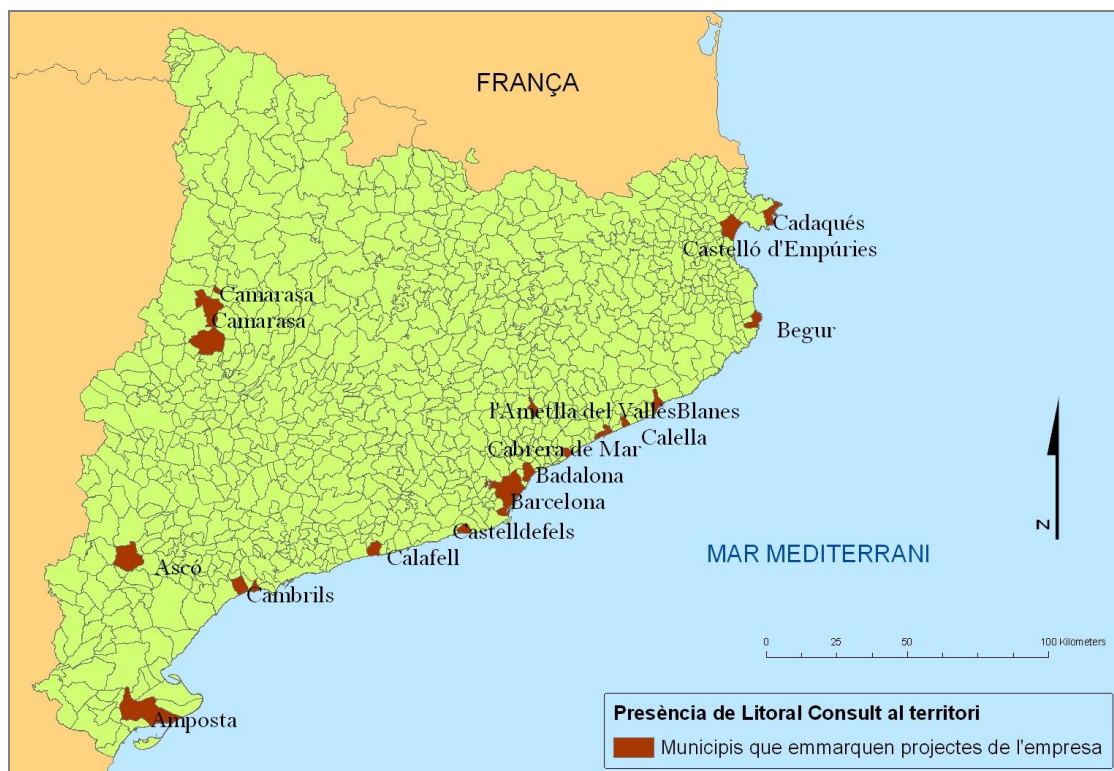 FRANÇA
Cadaqués
Castelló d'Empúries
Camarasa
Camarasa
Begur
l'Ametlla del Vallès
Blanes
Calella
Cabrera de Mar
Badalona
Barcelona
Castelldefels
Calafell
MAR MEDITERRANI
Ascó
Cambrils
Amposta
N
0 25 50 100 Kilometers
Presència de Litoral Consult al territori
Municipis que emmarquen projectes de l'empresa